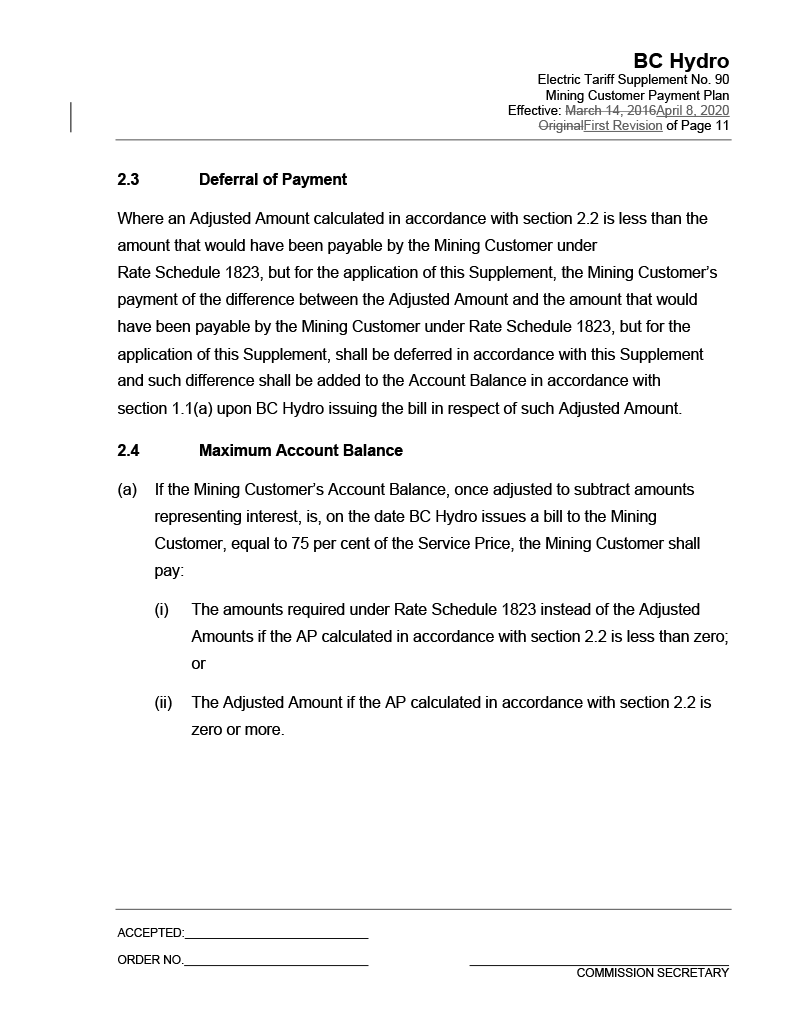 BC Hydro
Electric Tariff Supplement No. 90
Mining Customer Payment Plan
Effective: March 14, 2016April 8, 2020
OriginalFirst Revision of Page 11
2.3 Deferral of Payment
Where an Adjusted Amount calculated in accordance with section 2.2 is less than the
amount that would have been payable by the Mining Customer under
Rate Schedule 1823, but for the application of this Supplement, the Mining Customer’s
payment of the difference between the Adjusted Amount and the amount that would
have been payable by the Mining Customer under Rate Schedule 1823, but for the
application of this Supplement, shall be deferred in accordance with this Supplement
and such difference shall be added to the Account Balance in accordance with
section 1.1(a) upon BC Hydro issuing the bill in respect of such Adjusted Amount.
2.4 Maximum Account Balance
(a) If the Mining Customer’s Account Balance, once adjusted to subtract amounts
representing interest, is, on the date BC Hydro issues a bill to the Mining
Customer, equal to 75 per cent of the Service Price, the Mining Customer shall
pay:
(i) The amounts required under Rate Schedule 1823 instead of the Adjusted
Amounts if the AP calculated in accordance with section 2.2 is less than zero;
or
(ii) The Adjusted Amount if the AP calculated in accordance with section 2.2 is
zero or more.
ACCEPTED:
ORDER NO.
COMMISSION SECRETARY